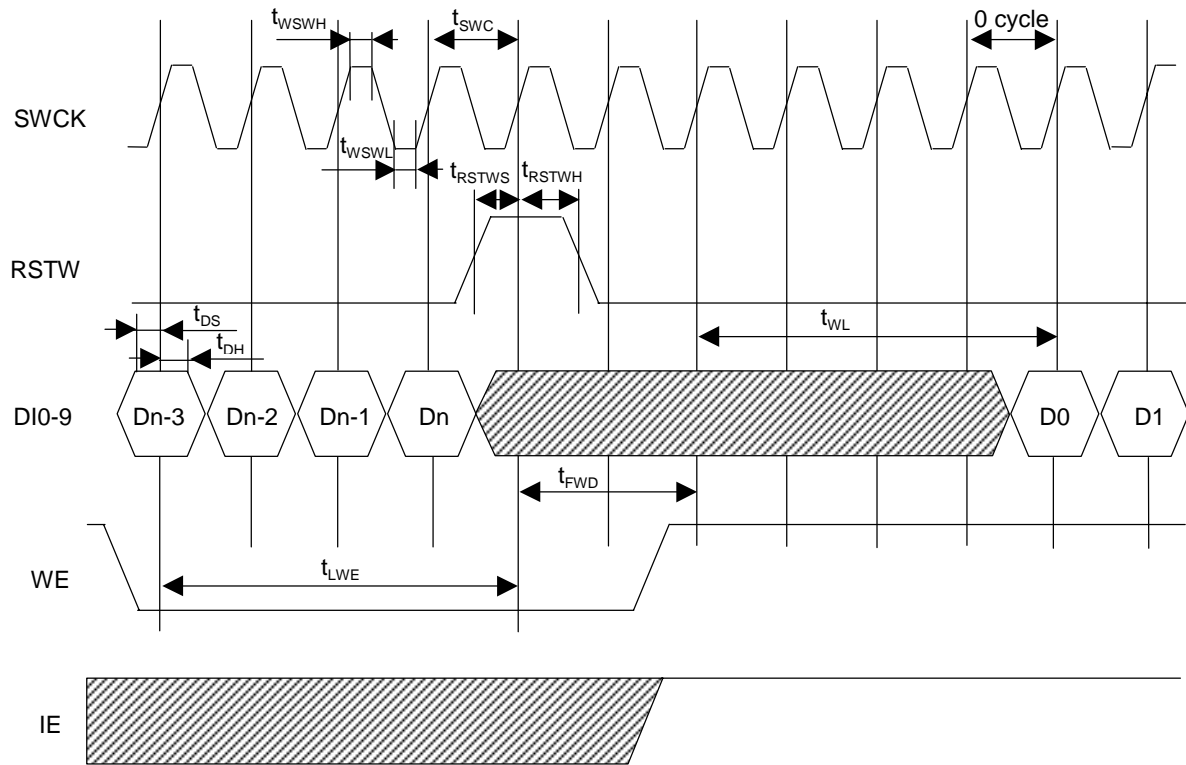 tWSWH
tSWC
0 cycle
SWCK
tWSWL
tRSTWS
tRSTWH
RSTW
tDS
tWL
tDH
DI0-9
Dn-3
Dn-2
Dn-1
Dn
D0
D1
tFWD
WE
tLWE
IE